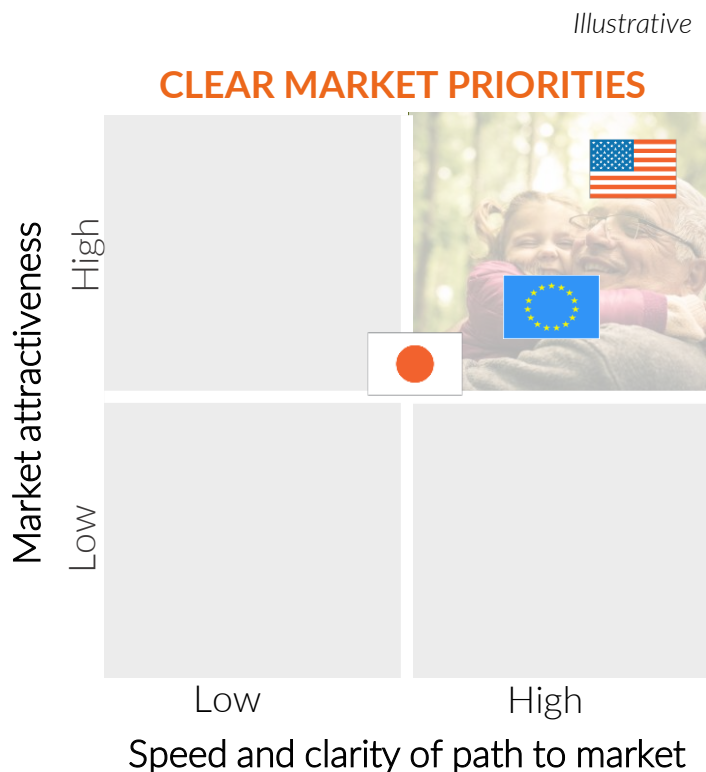 Illustrative
CLEAR MARKET PRIORITIES
Market attractiveness
High
Low
Low
High
Speed and clarity of path to market